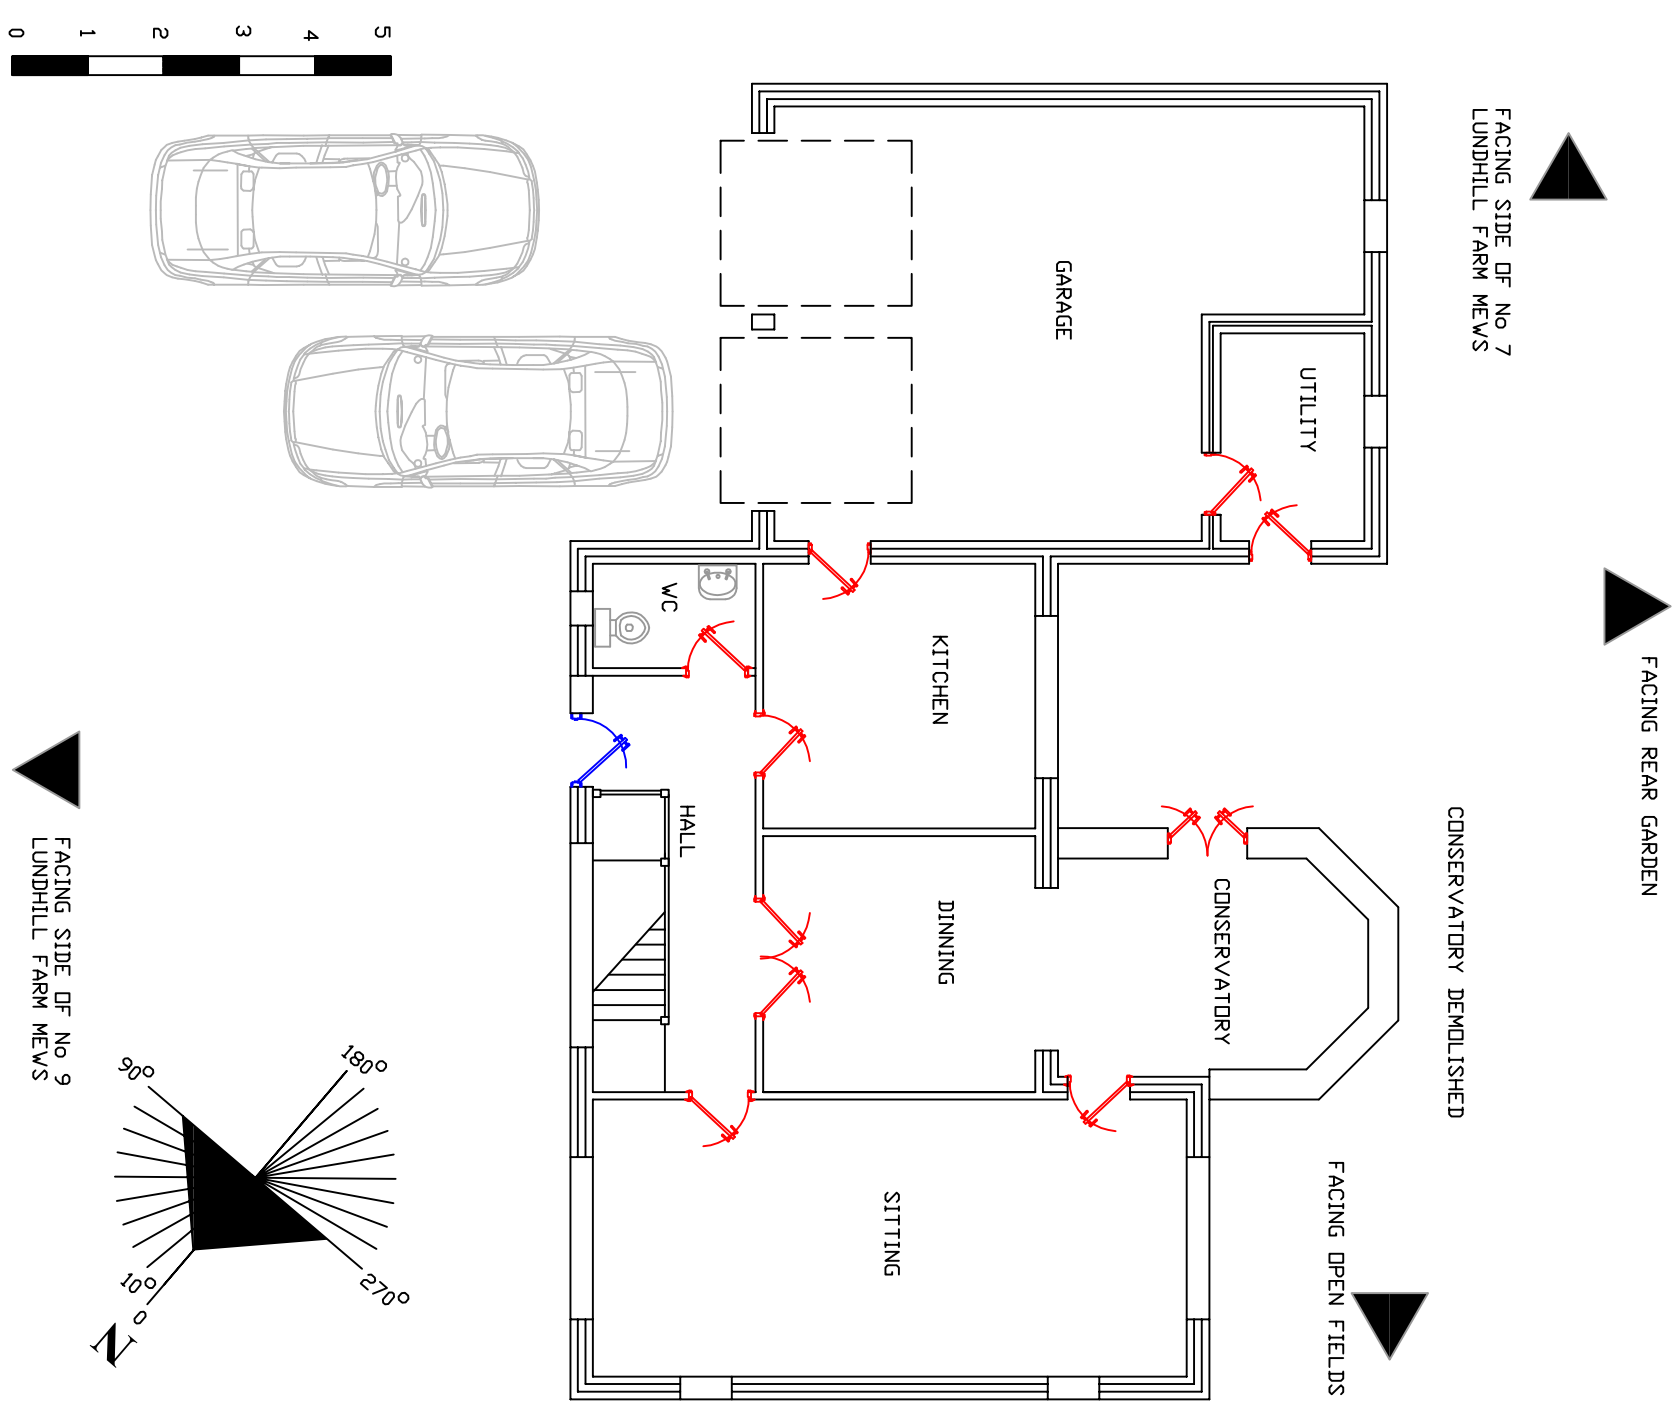 0 1 2 3 4 5
FACING SIDE OF No 7
LUNDHILL FARM MEWS
GARAGE
UTILITY
FACING REAR GARDEN
WC
KITCHEN
HALL
DINNING
CONSERVATORY
CONSERVATORY DEMOLISHED
FACING SIDE OF No 9
LUNDHILL FARM MEWS
SITTING
FACING OPEN FIELDS
90°
180°
270°
10°
0
N